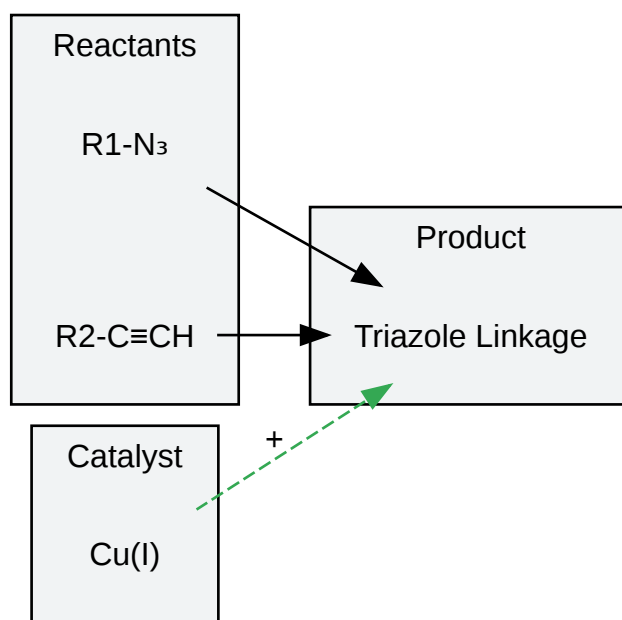 Reactants
R1-N₃
Product
R2-C≡CH
Triazole Linkage
+
Catalyst
Cu(I)